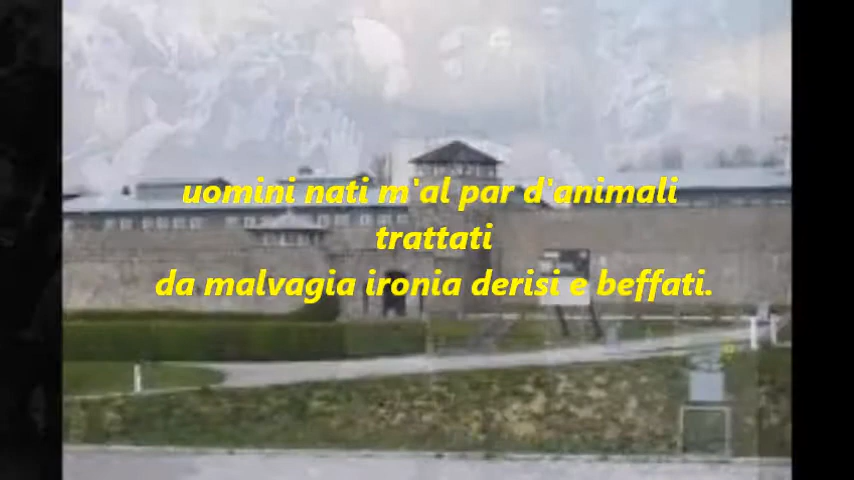 uomini nati m'al par d'animali
trattati
da malvagia ironia derisi e beffati.